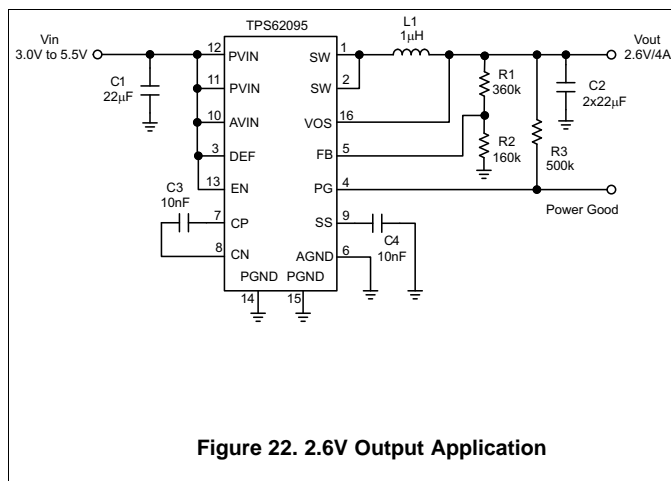 TPS62095
Vin
3.0V to 5.5V
C1
22µF
12
PVIN
11
PVIN
10
AVIN
3
DEF
13
EN
C3
10nF
7
CP
8
CN
PGND
14
PGND
15
SW
1
SW
2
VOS
16
FB
5
PG
4
SS
9
AGND
6
C4
10nF
L1
1µH
R1
360k
R2
160k
R3
500k
C2
2x22µF
Vout
2.6V/4A
Power Good
Figure 22. 2.6V Output Application